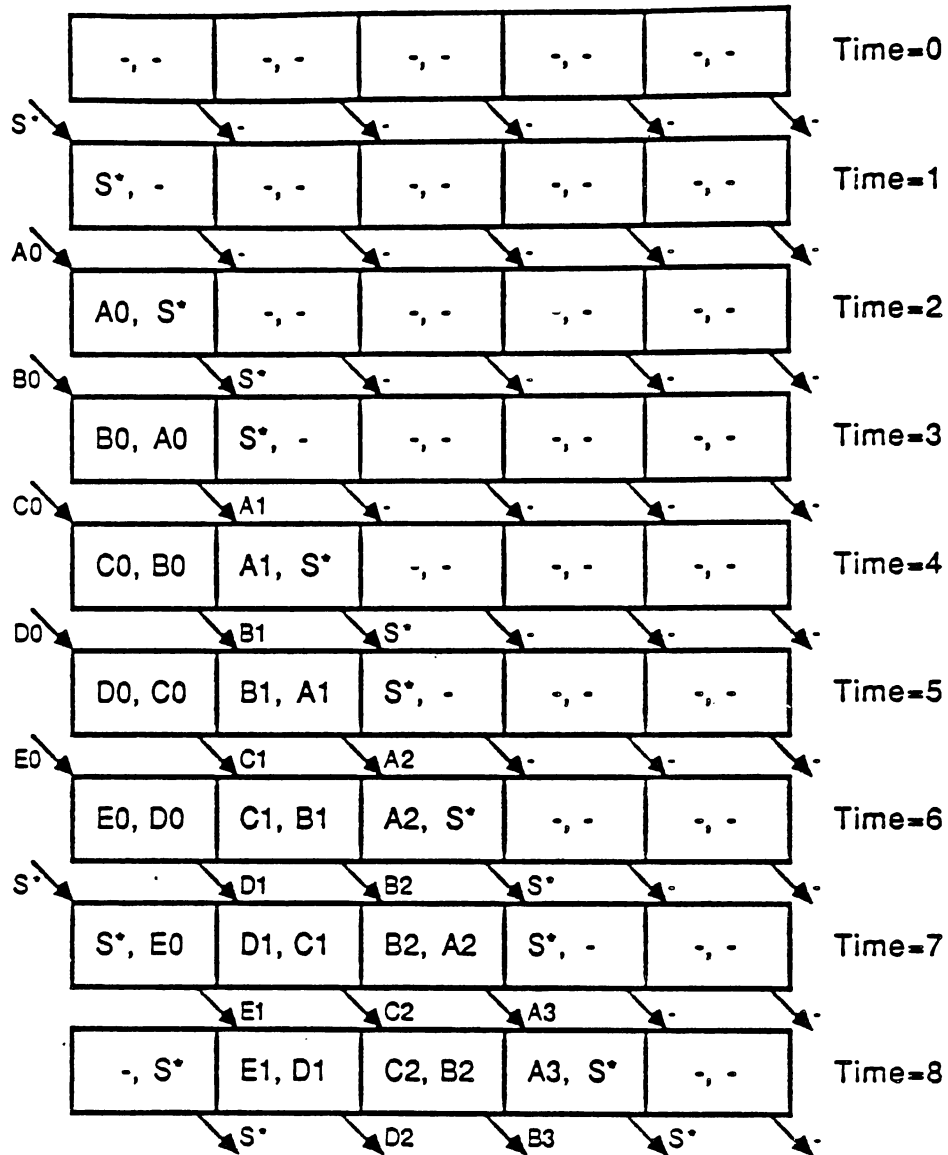 -, - -, - -, - -, - -, - Time=0
S* - - - - -
S*, - -, - -, - -, - -, - Time=1
A0 - - - - -
A0, S* -, - -, - -, - -, - Time=2
B0 S* - - - -
B0, A0 S*, - -, - -, - -, - Time=3
C0 A1 - - - -
C0, B0 A1, S* -, - -, - -, - Time=4
D0 B1 S* - - -
D0, C0 B1, A1 S*, - -, - -, - Time=5
E0 C1 A2 - - -
E0, D0 C1, B1 A2, S* -, - -, - Time=6
S* D1 B2 S* - -
S*, E0 D1, C1 B2, A2 S*, - -, - Time=7
E1 C2 A3 - -
-, S* E1, D1 C2, B2 A3, S* -, - Time=8
S* D2 B3 S* -